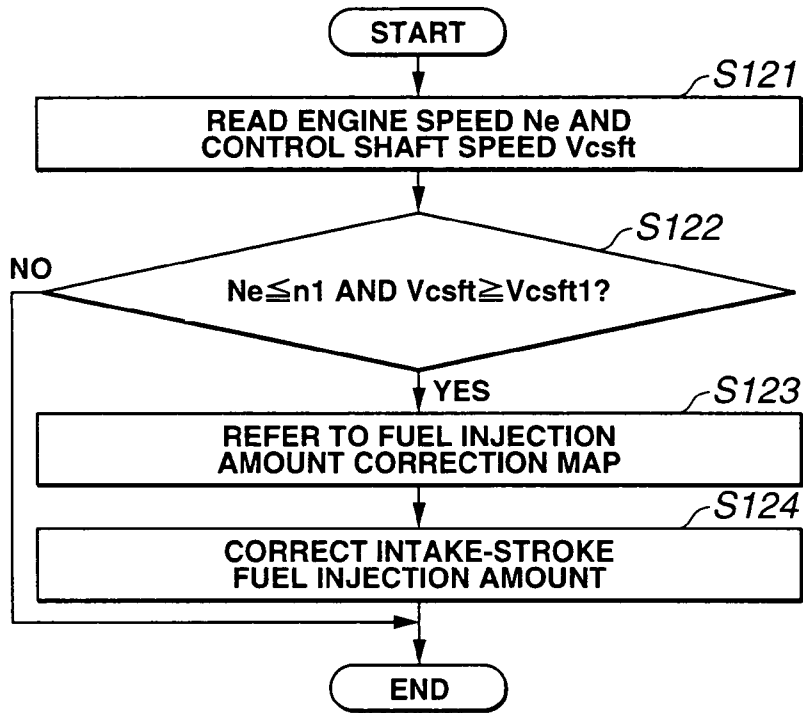 START
S121
READ ENGINE SPEED Ne AND
CONTROL SHAFT SPEED Vcsft
S122
NO
Ne≦n1 AND Vcsft≧Vcsft1?
YES
S123
REFER TO FUEL INJECTION
AMOUNT CORRECTION MAP
S124
CORRECT INTAKE-STROKE
FUEL INJECTION AMOUNT
END